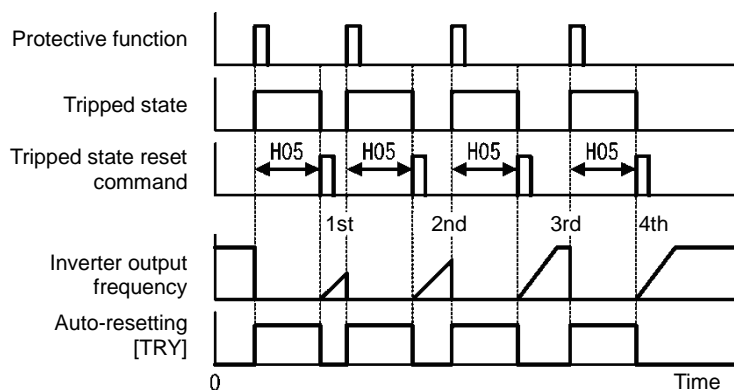 Protective function
Tripped state
Tripped state reset
command
H05 H05 H05 H05
1st 2nd 3rd 4th
Inverter output
frequency
Auto-resetting
[TRY]
0 Time